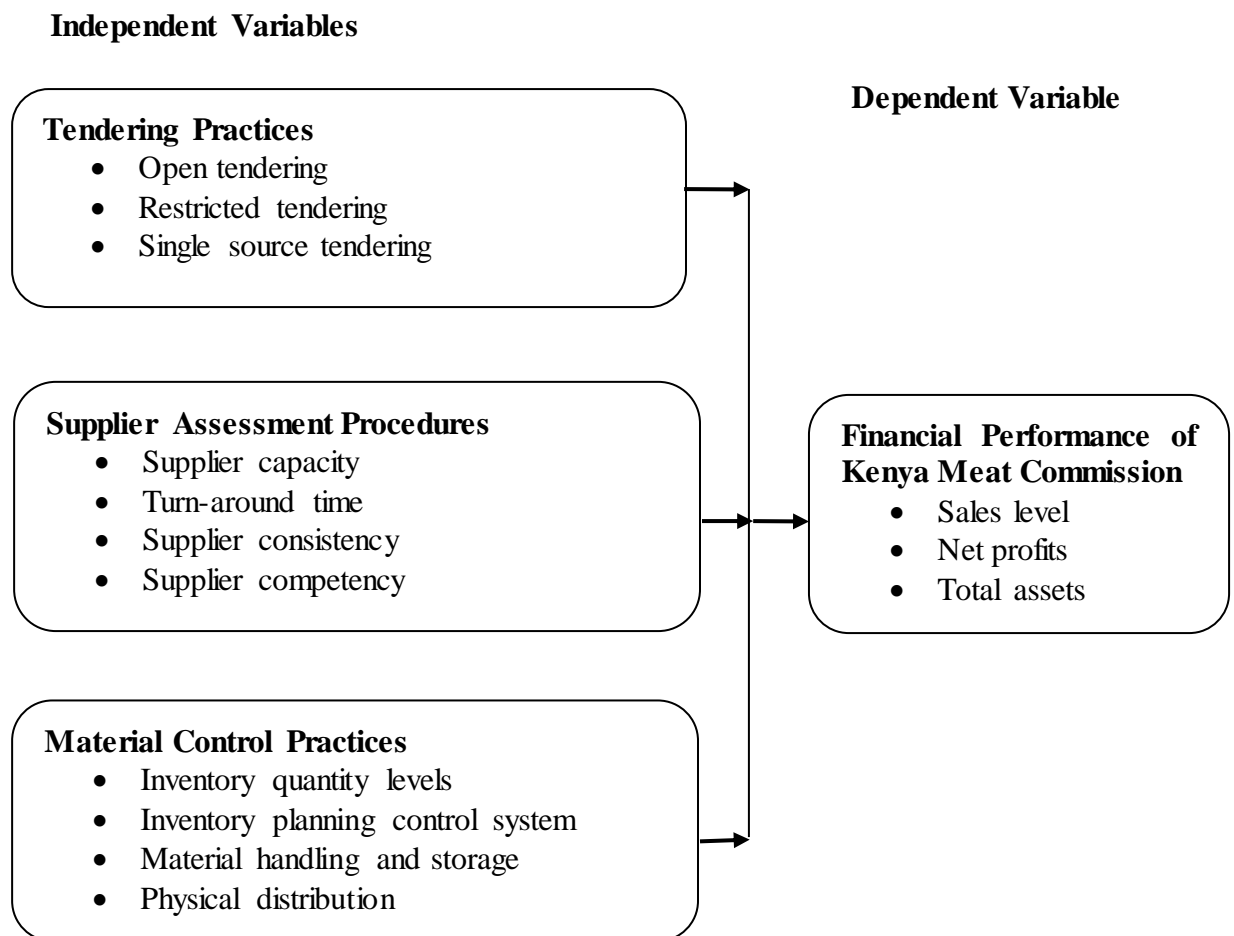 Independent Variables
Dependent Variable
Tendering Practices
• Open tendering
• Restricted tendering
• Single source tendering
Supplier Assessment Procedures
• Supplier capacity
• Turn-around time
• Supplier consistency
• Supplier competency
Financial Performance of
Kenya Meat Commission
• Sales level
• Net profits
• Total assets
Material Control Practices
• Inventory quantity levels
• Inventory planning control system
• Material handling and storage
• Physical distribution